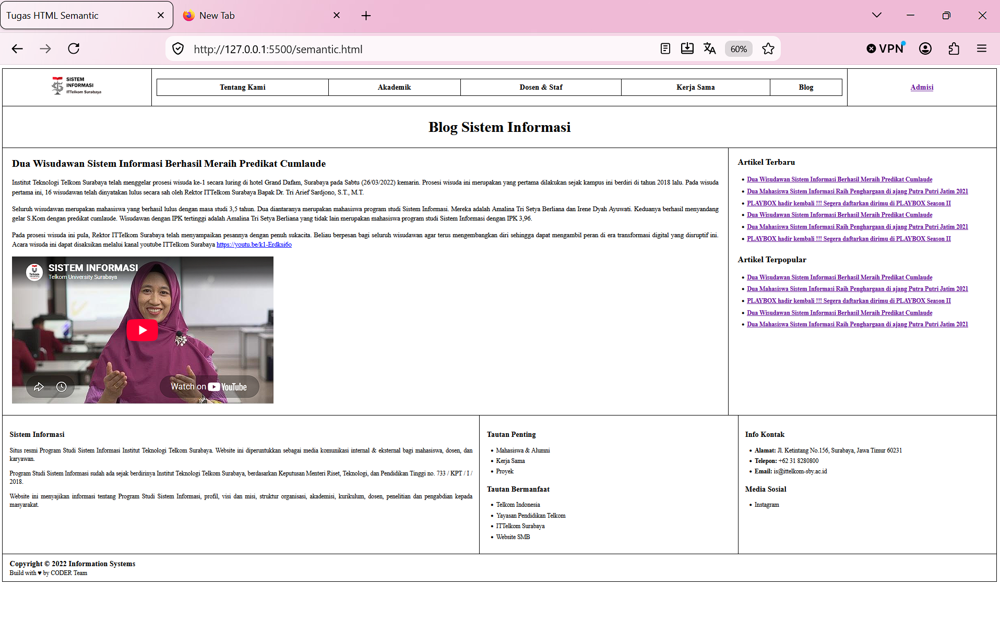 Tugas HTML Semantic
New Tab
http://127.0.0.1:5500/semantic.html
60%
VPN
SISTEM
INFORMASI
ITTelkom Surabaya
Tentang Kami
Akademik
Dosen & Staf
Kerja Sama
Blog
Admisi
Blog Sistem Informasi
Dua Wisudawan Sistem Informasi Berhasil Meraih Predikat Cumlaude
Institut Teknologi Telkom Surabaya telah menggelar prosesi wisuda ke-1 secara luring di hotel Grand Dafam, Surabaya pada Sabtu (26/03/2022) kemarin. Prosesi wisuda ini merupakan yang pertama dilakukan sejak kampus ini berdiri di tahun 2018 lalu. Pada wisuda
pertama ini, 16 wisudawan telah dinyatakan lulus secara sah oleh Rektor ITTelkom Surabaya Bapak Dr. Tri Arief Sardjono, S.T., M.T.
Seluruh wisudawan merupakan mahasiswa yang berhasil lulus dengan masa studi 3,5 tahun. Dua diantaranya merupakan mahasiswa program studi Sistem Informasi. Mereka adalah Amalina Tri Setya Berliana dan Irene Dyah Ayuwati. Keduanya berhasil menyandang
gelar S.Kom dengan predikat cumlaude. Wisudawan dengan IPK tertinggi adalah Amalina Tri Setya Berliana yang tidak lain merupakan mahasiswa program studi Sistem Informasi dengan IPK 3,96.
Pada prosesi wisuda ini pula, Rektor ITTelkom Surabaya telah menyampaikan pesannya dengan penuh sukacita. Beliau berpesan bagi seluruh wisudawan agar terus mengembangkan diri sehingga dapat mengambil peran di era transformasi digital yang disruptif ini.
Acara wisuda ini dapat disaksikan melalui kanal youtube ITTelkom Surabaya https://youtu.be/k1-Erdksi6o
SISTEM INFORMASI
Telkom University Surabaya
Watch on YouTube
Artikel Terbaru
• Dua Wisudawan Sistem Informasi Berhasil Meraih Predikat Cumlaude
• Dua Mahasiswa Sistem Informasi Raih Penghargaan di ajang Putra Putri Jatim 2021
• PLAYBOX hadir kembali !!! Segera daftarkan dirimu di PLAYBOX Season II
• Dua Wisudawan Sistem Informasi Berhasil Meraih Predikat Cumlaude
• Dua Mahasiswa Sistem Informasi Raih Penghargaan di ajang Putra Putri Jatim 2021
• PLAYBOX hadir kembali !!! Segera daftarkan dirimu di PLAYBOX Season II
Artikel Terpopular
• Dua Wisudawan Sistem Informasi Berhasil Meraih Predikat Cumlaude
• Dua Mahasiswa Sistem Informasi Raih Penghargaan di ajang Putra Putri Jatim 2021
• PLAYBOX hadir kembali !!! Segera daftarkan dirimu di PLAYBOX Season II
• Dua Wisudawan Sistem Informasi Berhasil Meraih Predikat Cumlaude
• Dua Mahasiswa Sistem Informasi Raih Penghargaan di ajang Putra Putri Jatim 2021
Sistem Informasi
Situs resmi Program Studi Sistem Informasi Institut Teknologi Telkom Surabaya. Website ini diperuntukkan sebagai media komunikasi internal & eksternal bagi mahasiswa, dosen, dan
karyawan.
Program Studi Sistem Informasi sudah ada sejak berdirinya Institut Teknologi Telkom Surabaya, berdasarkan Keputusan Menteri Riset, Teknologi, dan Pendidikan Tinggi no. 733 / KPT / I /
2018.
Website ini menyajikan informasi tentang Program Studi Sistem Informasi, profil, visi dan misi, struktur organisasi, akademisi, kurikulum, dosen, penelitian dan pengabdian kepada
masyarakat.
Tautan Penting
• Mahasiswa & Alumni
• Kerja Sama
• Proyek
Tautan Bermanfaat
• Telkom Indonesia
• Yayasan Pendidikan Telkom
• ITTelkom Surabaya
• Website SMB
Info Kontak
• Alamat: Jl. Ketintang No.156, Surabaya, Jawa Timur 60231
• Telepon: +62 31 8280800
• Email: is@ittelkom-sby.ac.id
Media Sosial
• Instagram
Copyright © 2022 Information Systems
Build with ♥ by CODER Team